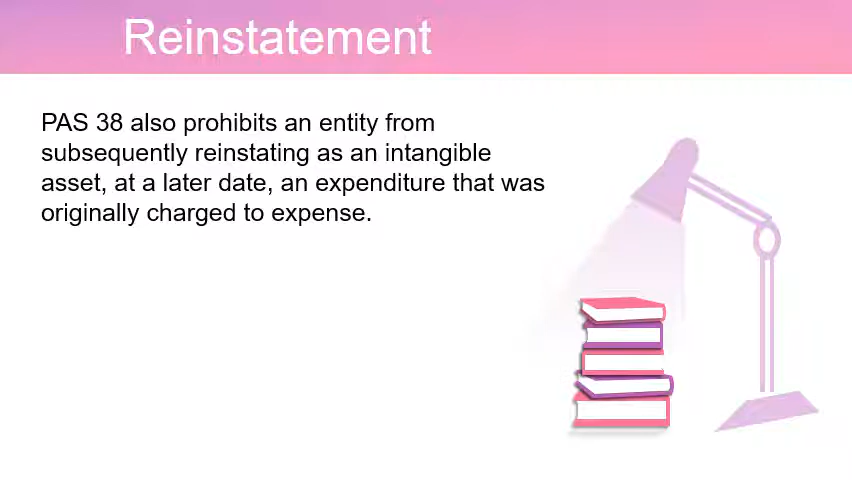 Reinstatement
PAS 38 also prohibits an entity from
subsequently reinstating as an intangible
asset, at a later date, an expenditure that was
originally charged to expense.